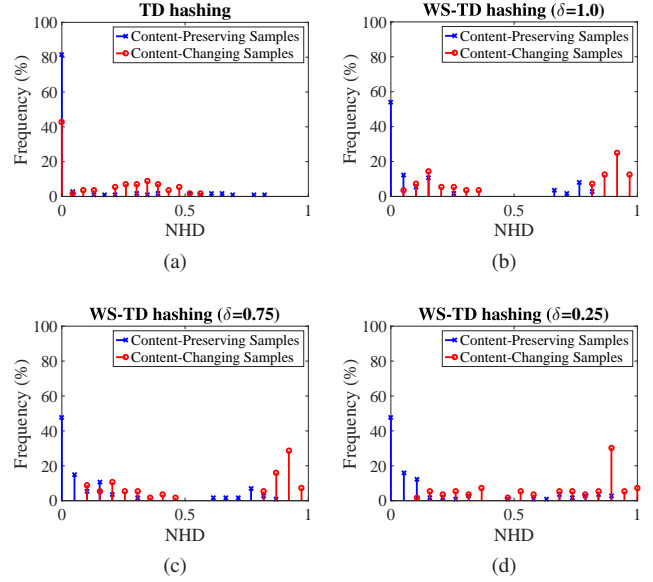 TD hashing
100
80
60
40
20
0
0
0.5
1
Frequency (%)
NHD
Content-Preserving Samples
Content-Changing Samples
(a)
WS-TD hashing (δ=1.0)
100
80
60
40
20
0
0
0.5
1
Frequency (%)
NHD
Content-Preserving Samples
Content-Changing Samples
(b)
WS-TD hashing (δ=0.75)
100
80
60
40
20
0
0
0.5
1
Frequency (%)
NHD
Content-Preserving Samples
Content-Changing Samples
(c)
WS-TD hashing (δ=0.25)
100
80
60
40
20
0
0
0.5
1
Frequency (%)
NHD
Content-Preserving Samples
Content-Changing Samples
(d)